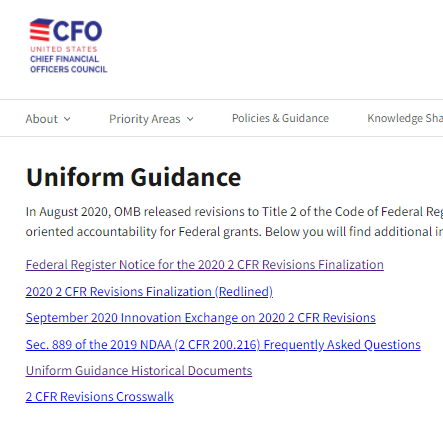 CFO
UNITED STATES
CHIEF FINANCIAL
OFFICERS COUNCIL
About Priority Areas Policies & Guidance Knowledge Sha
Uniform Guidance
In August 2020, OMB released revisions to Title 2 of the Code of Federal Reg
oriented accountability for Federal grants. Below you will find additional in
Federal Register Notice for the 2020 2 CFR Revisions Finalization
2020 2 CFR Revisions Finalization (Redlined)
September 2020 Innovation Exchange on 2020 2 CFR Revisions
Sec. 889 of the 2019 NDAA (2 CFR 200.216) Frequently Asked Questions
Uniform Guidance Historical Documents
2 CFR Revisions Crosswalk